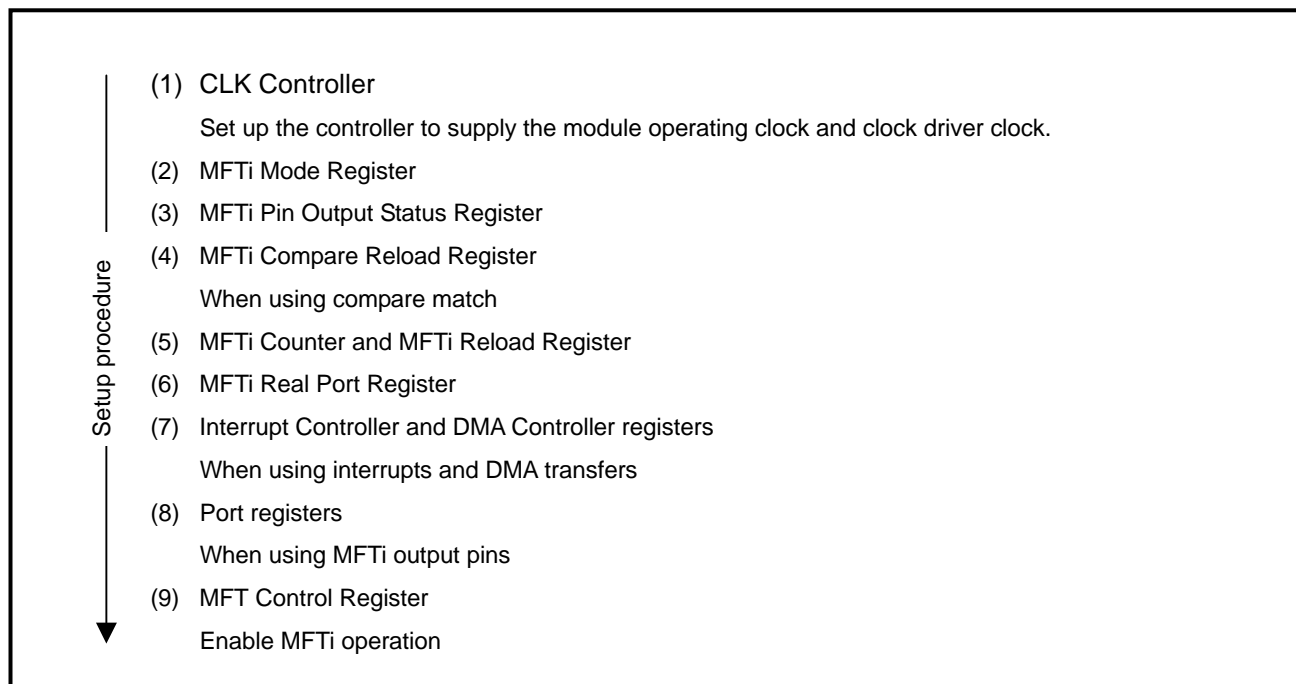 Setup procedure
(1) CLK Controller
Set up the controller to supply the module operating clock and clock driver clock.
(2) MFTi Mode Register
(3) MFTi Pin Output Status Register
(4) MFTi Compare Reload Register
When using compare match
(5) MFTi Counter and MFTi Reload Register
(6) MFTi Real Port Register
(7) Interrupt Controller and DMA Controller registers
When using interrupts and DMA transfers
(8) Port registers
When using MFTi output pins
(9) MFT Control Register
Enable MFTi operation